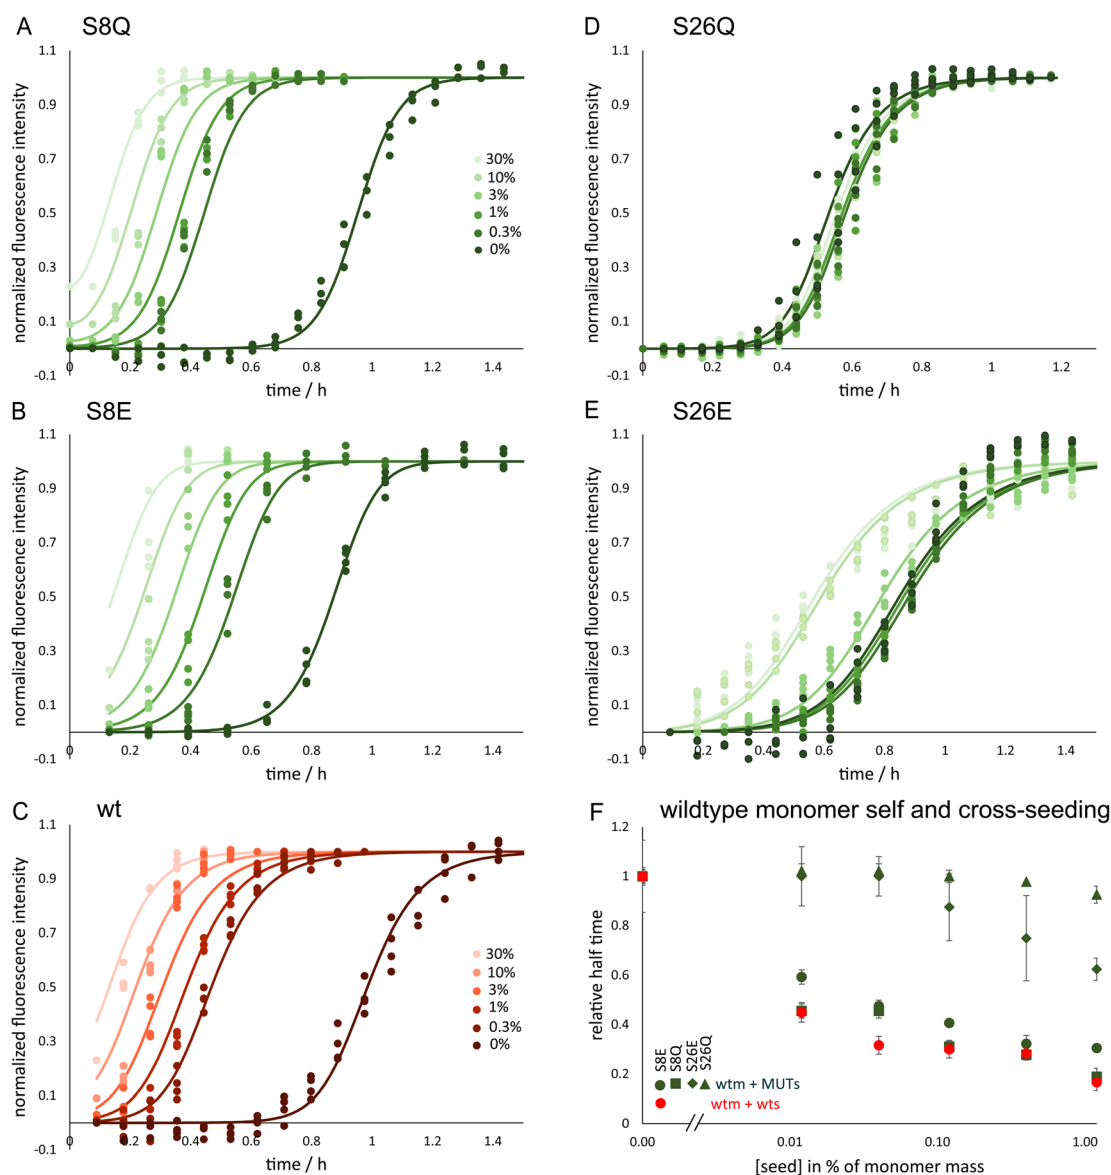 A S8Q
1.1
0.9
0.7
0.5
0.3
0.1
-0.1
normalized fluorescence intensity
30%
10%
3%
1%
0.3%
0%
0 0.2 0.4 0.6 0.8 1 1.2 1.4
time / h
D S26Q
1.1
0.9
0.7
0.5
0.3
0.1
-0.1
normalized fluorescence intensity
0 0.2 0.4 0.6 0.8 1 1.2 1.4
time / h
B S8E
1.1
0.9
0.7
0.5
0.3
0.1
-0.1
normalized fluorescence intensity
0 0.2 0.4 0.6 0.8 1 1.2 1.4
time / h
E S26E
1.1
0.9
0.7
0.5
0.3
0.1
-0.1
normalized fluorescence intensity
0 0.2 0.4 0.6 0.8 1 1.2 1.4
time / h
C wt
1.1
0.9
0.7
0.5
0.3
0.1
-0.1
normalized fluorescence intensity
30%
10%
3%
1%
0.3%
0%
0 0.2 0.4 0.6 0.8 1 1.2 1.4
time / h
F wildtype monomer self and cross-seeding
1.2
1
0.8
0.6
0.4
0.2
0
relative half time
S8E
S8Q
S26E
S26Q
wtm + MUTs
wtm + wts
0.00 0.01 0.10 1.00
[seed] in % of monomer mass